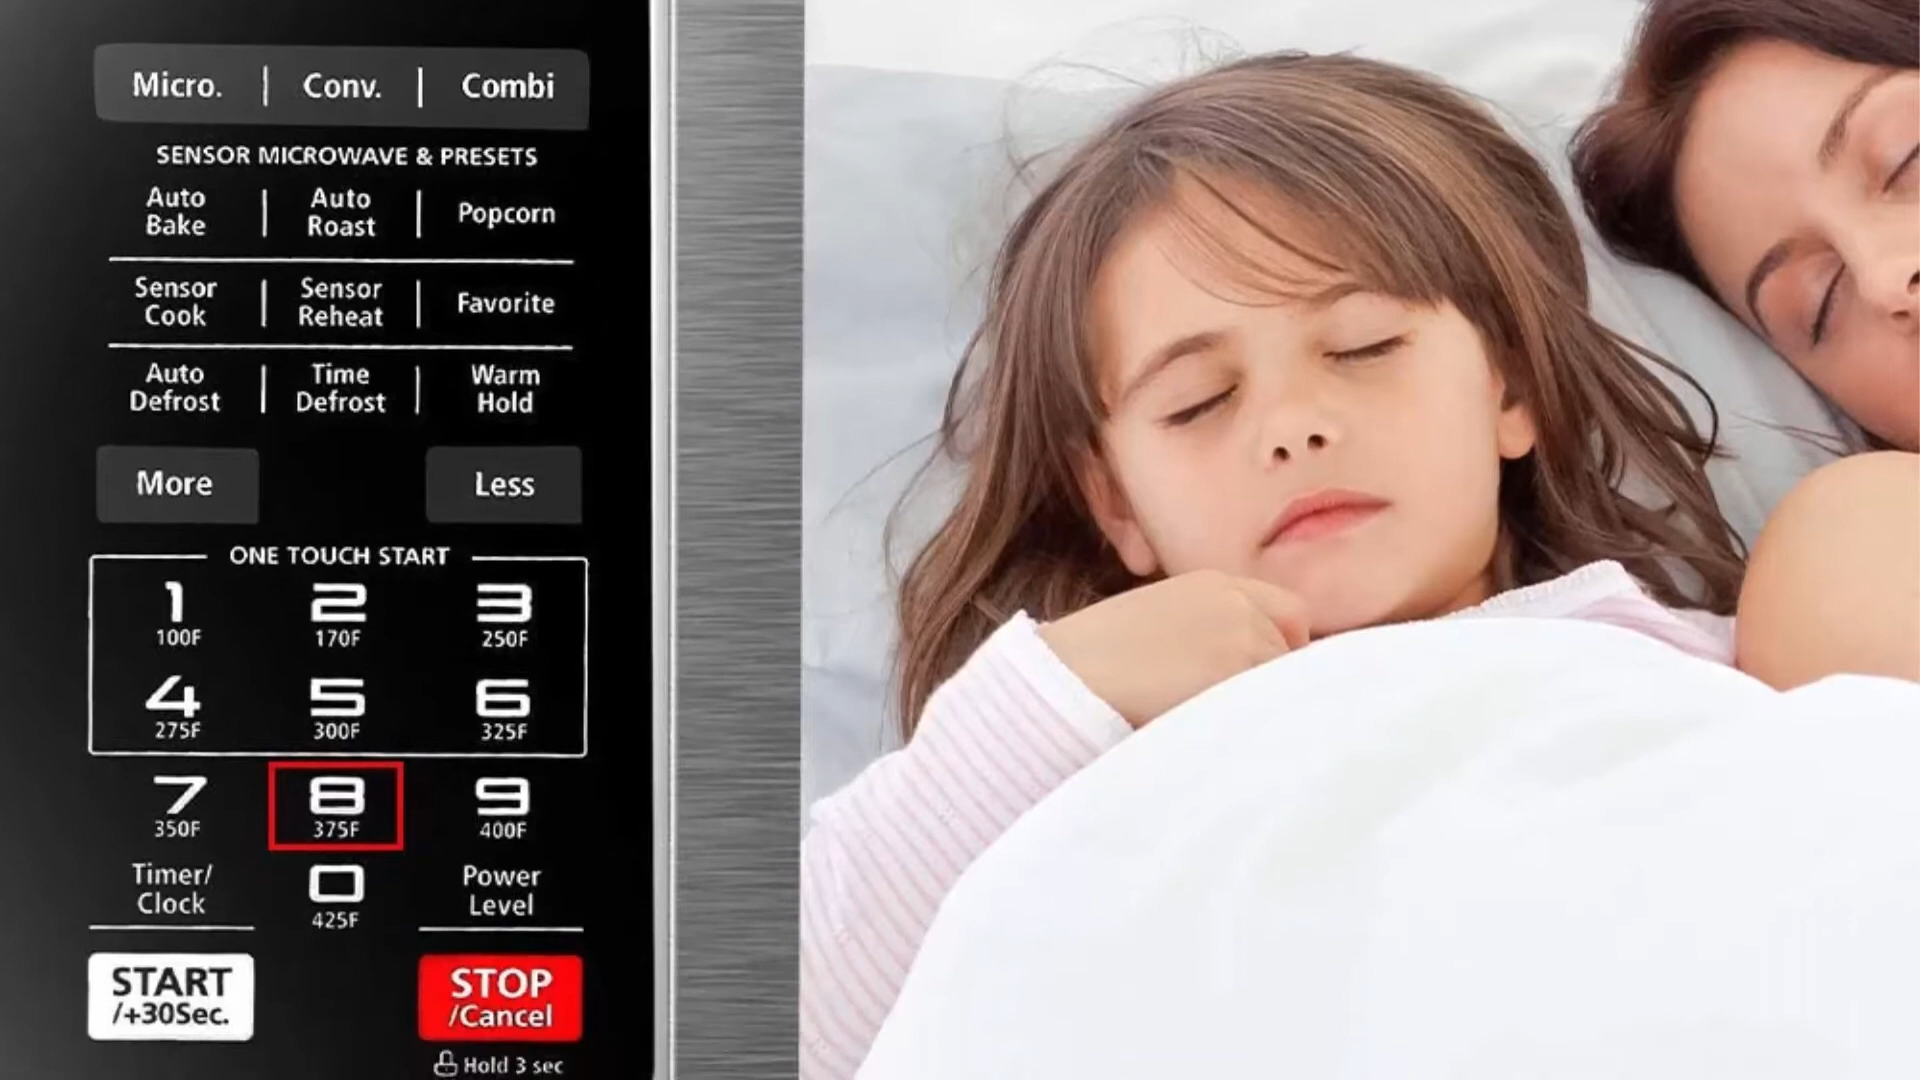 Micro. | Conv. | Combi
SENSOR MICROWAVE & PRESETS
Auto Bake | Auto Roast | Popcorn
Sensor Cook | Sensor Reheat | Favorite
Auto Defrost | Time Defrost | Warm Hold
More Less
ONE TOUCH START
1 2 3
100F 170F 250F
4 5 6
275F 300F 325F
7 8 9
350F 375F 400F
Timer/Clock 0 Power Level
425F
START STOP
/+30Sec. /Cancel
Hold 3 sec